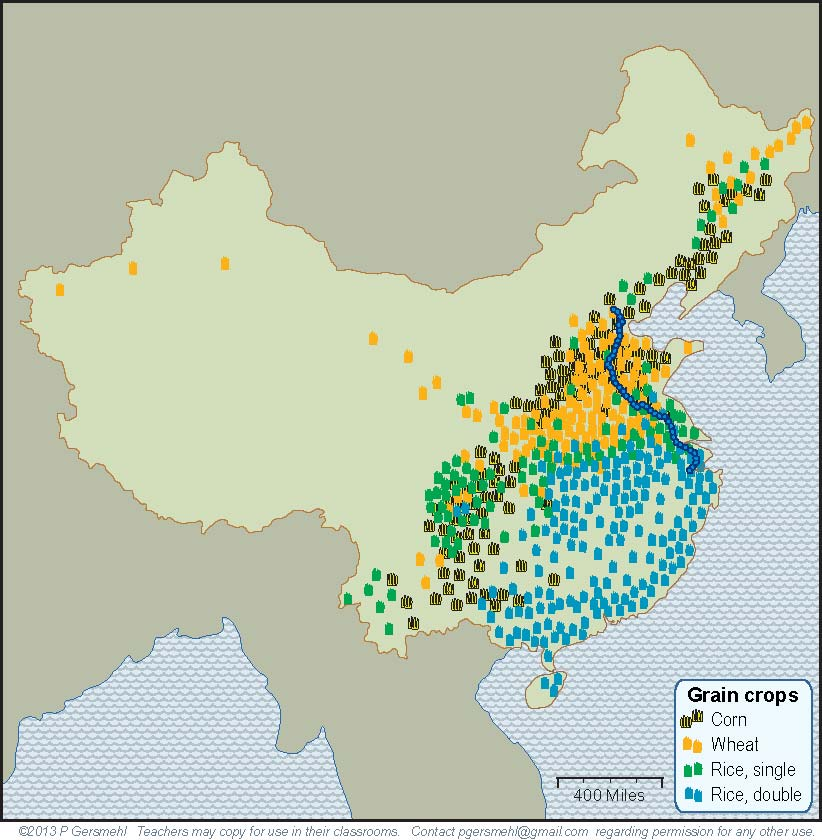 Grain crops
Corn
Wheat
Rice, single
Rice, double
400 Miles
©2013 P Gersmehl Teachers may copy for use in their classrooms. Contact pgersmehl@gmail.com regarding permission for any other use.